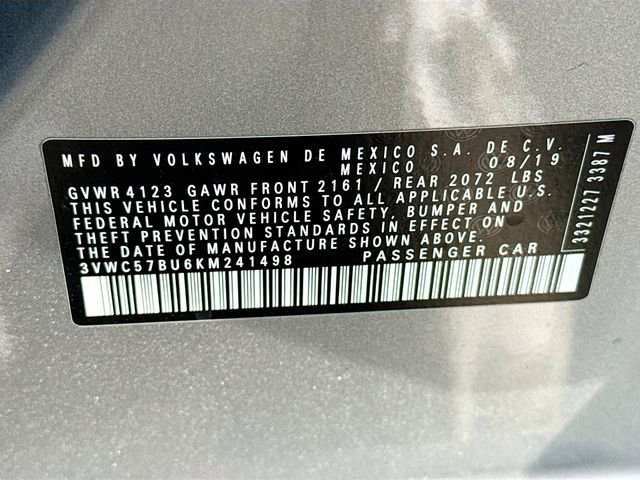 MFD BY VOLKSWAGEN DE MEXICO S.A. DE C.V.
MEXICO 08/19
GVWR 4123 GAWR FRONT 2161 / REAR 2072 LBS
THIS VEHICLE CONFORMS TO ALL APPLICABLE U.S.
FEDERAL MOTOR VEHICLE SAFETY, BUMPER AND
THEFT PREVENTION STANDARDS IN EFFECT ON
THE DATE OF MANUFACTURE SHOWN ABOVE.
3VWC57BU6KM241498 PASSENGER CAR
3321227 3387 M